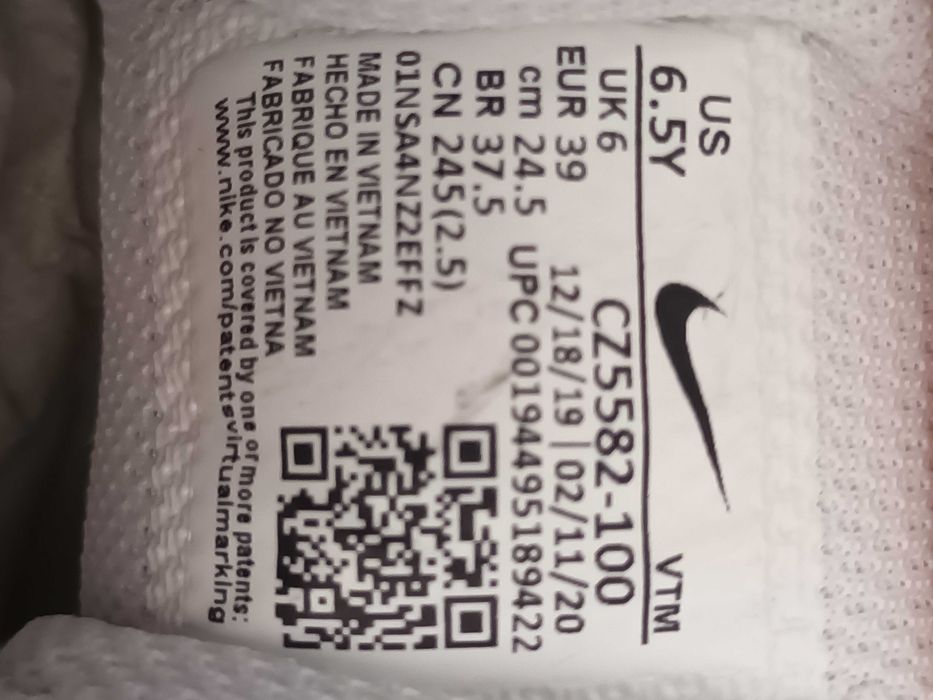 US
6.5Y VTM
UK 6 CZ5582-100
EUR 39 12/18/19 | 02/11/20
cm 24.5 UPC 00194495189422
BR 37.5
CN 245(2.5)
01NSA4NZ2EFFZ
MADE IN VIETNAM
HECHO EN VIETNAM
FABRIQUE AU VIETNAM
FABRICADO NO VIETNA
This product is covered by one or more patents:
www.nike.com/patentsvirtualmarking